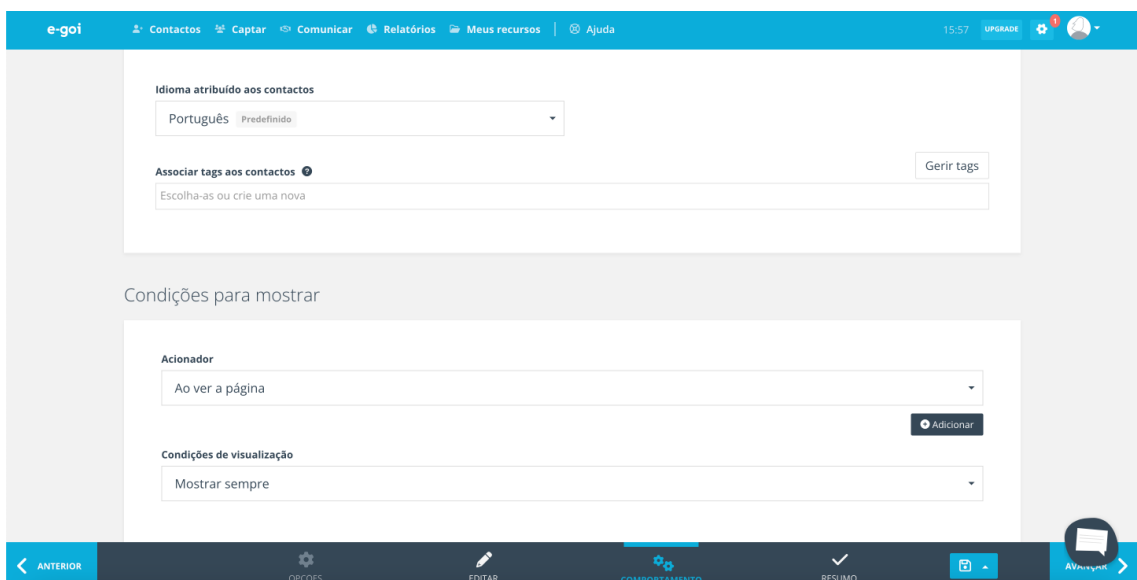 e-goi Contactos Captar Comunicar Relatórios Meus recursos Ajuda 15:57 UPGRADE 1
Idioma atribuído aos contactos
Português Predefinido
Gerir tags
Associar tags aos contactos
Escolha-as ou crie uma nova
Condições para mostrar
Acionador
Ao ver a página
Adicionar
Condições de visualização
Mostrar sempre
ANTERIOR OPCOES EDITAR COMPORTAMENTO RESUMO